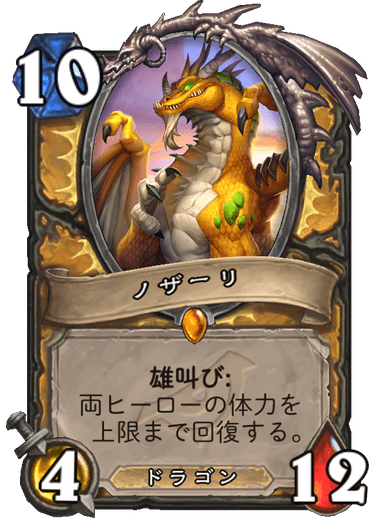 10
ノザーリ
雄叫び:
両ヒーローの体力を
上限まで回復する。
4
ドラゴン
12